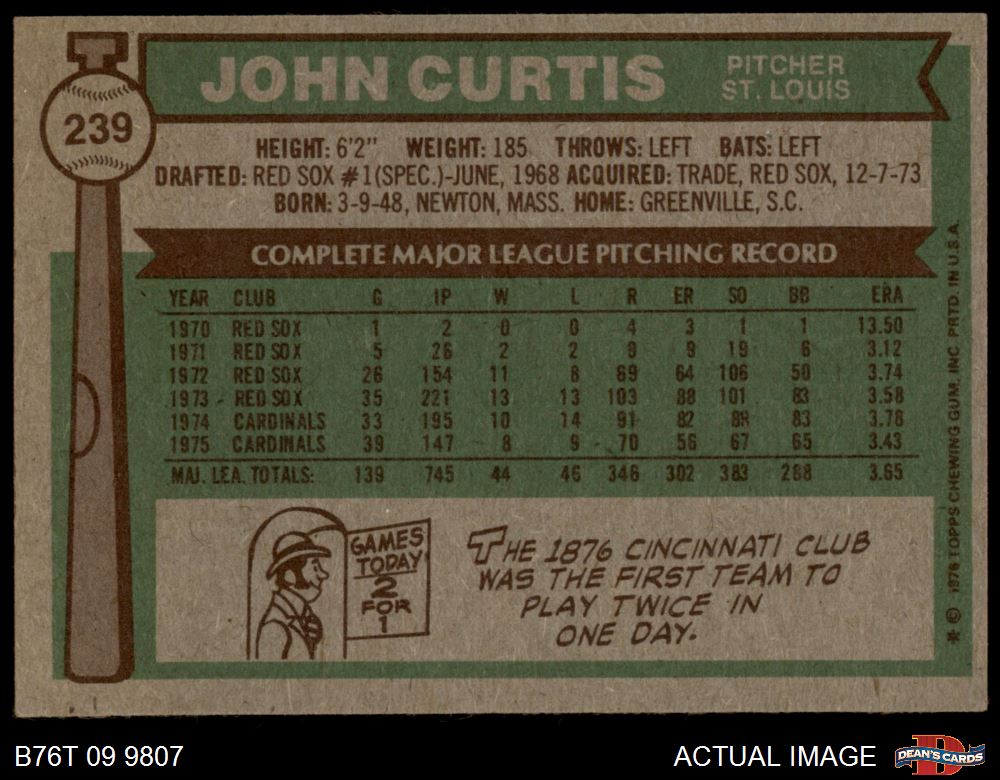 JOHN CURTIS
PITCHER
ST. LOUIS
239
HEIGHT: 6'2" WEIGHT: 185 THROWS: LEFT BATS: LEFT
DRAFTED: RED SOX #1(SPEC.)-JUNE, 1968 ACQUIRED: TRADE, RED SOX, 12-7-73
BORN: 3-9-48, NEWTON, MASS. HOME: GREENVILLE, S.C.
COMPLETE MAJOR LEAGUE PITCHING RECORD
YEAR CLUB G IP W L R ER SO BB ERA
1970 RED SOX 1 2 0 0 4 3 1 1 13.50
1971 RED SOX 5 26 2 2 9 9 19 6 3.12
1972 RED SOX 26 154 11 8 69 64 106 50 3.74
1973 RED SOX 35 221 13 13 103 88 101 83 3.58
1974 CARDINALS 33 195 10 14 91 82 89 83 3.78
1975 CARDINALS 39 147 8 9 70 56 67 65 3.43
MAJ. LEA. TOTALS: 139 745 44 46 346 302 383 288 3.65
GAMES
TODAY
2
FOR
1
THE 1876 CINCINNATI CLUB
WAS THE FIRST TEAM TO
PLAY TWICE IN
ONE DAY.
* © 1976 TOPPS CHEWING GUM, INC. PRTD. IN U.S.A.
B76T 09 9807
ACTUAL IMAGE
D
DEAN'S CARDS